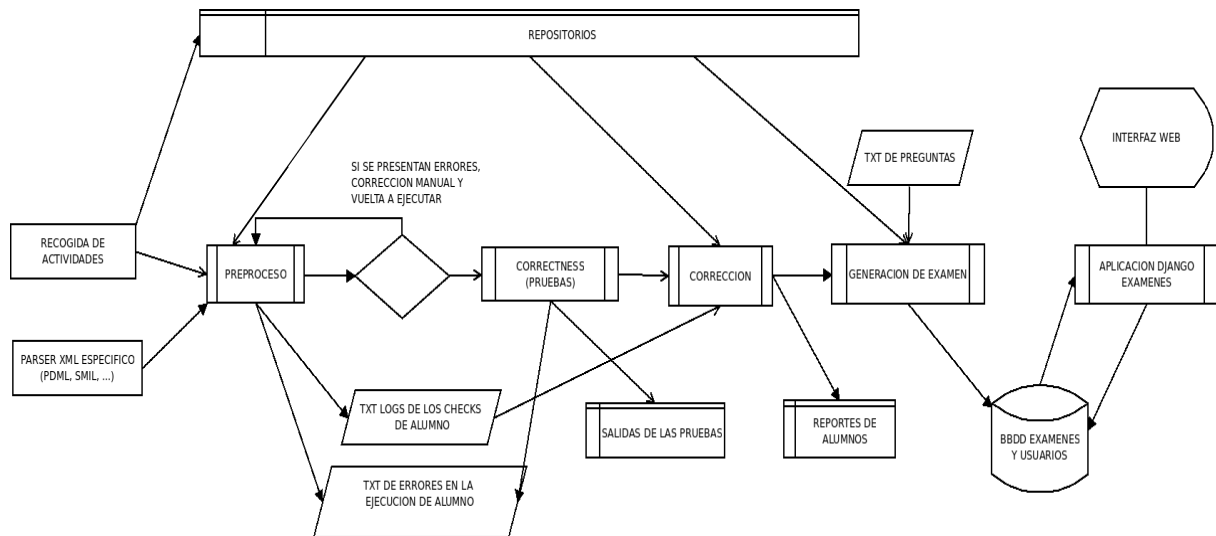 REPOSITORIOS
INTERFAZ WEB
TXT DE PREGUNTAS
SI SE PRESENTAN ERRORES,
CORRECCION MANUAL Y
VUELTA A EJECUTAR
RECOGIDA DE
ACTIVIDADES
PREPROCESO
CORRECTNESS
(PRUEBAS)
CORRECCION
GENERACION DE EXAMEN
APLICACION DJANGO
EXAMENES
PARSER XML ESPECIFICO
(PDML, SMIL, ...)
TXT LOGS DE LOS CHECKS
DE ALUMNO
SALIDAS DE LAS PRUEBAS
REPORTES DE
ALUMNOS
BBDD EXAMENES
Y USUARIOS
TXT DE ERRORES EN LA
EJECUCION DE ALUMNO